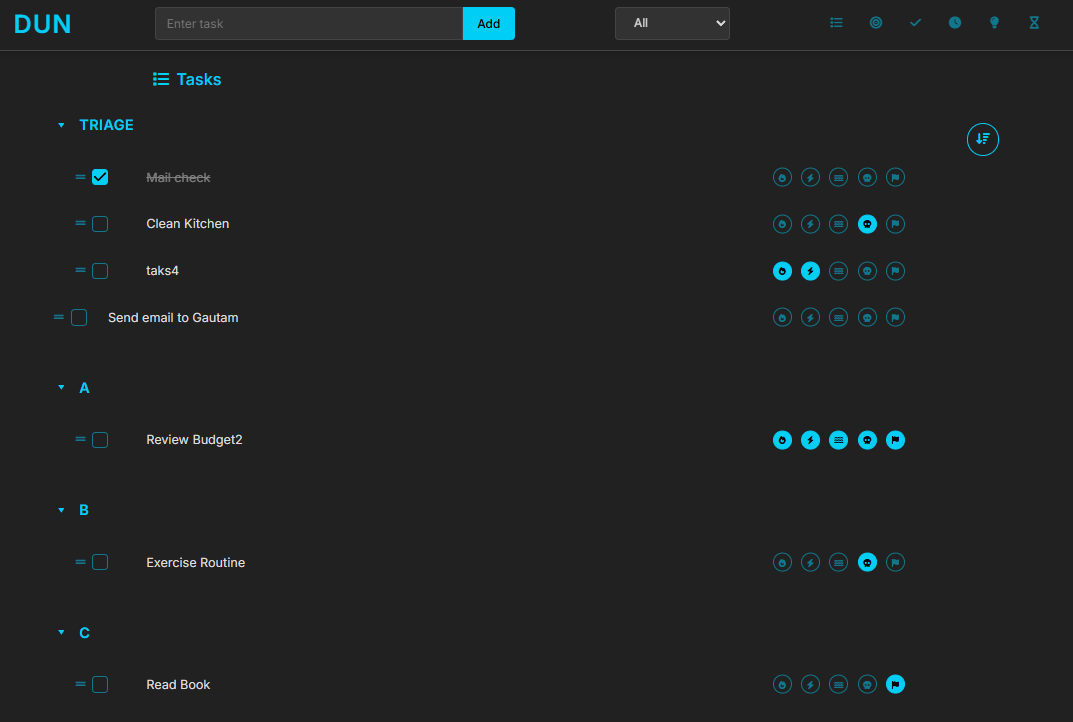 DUN
Enter task
Add
All
Tasks
TRIAGE
Mail check
Clean Kitchen
taks4
Send email to Gautam
A
Review Budget2
B
Exercise Routine
C
Read Book